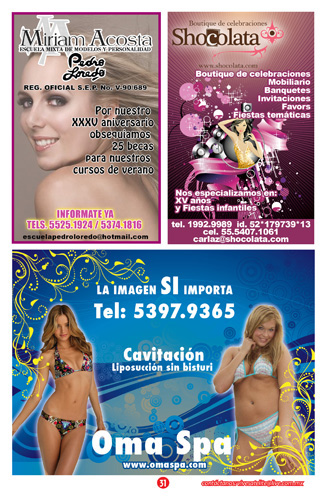 Miriam Acosta
ESCUELA MIXTA DE MODELOS Y PERSONALIDAD
Pedro
Loredo
REG. OFICIAL S.E.P. No: V-90 689
Por nuestro
XXXV aniversario
obsequiamos
25 becas
para nuestros
cursos de verano
INFORMATE YA
TELS. 5525.1924 / 5374.1816
escuelapedroloredo@hotmail.com
Boutique de celebraciones
Shocolata
www.shocolata.com
Boutique de celebraciones
Mobiliario
Banquetes
Invitaciones
Favors
Fiestas temáticas
Nos especializamos en:
XV años
y Fiestas infantiles
tel. 1992.9989 id. 52*179739*13
cel. 55.5407.1061
carlaz@shocolata.com
LA IMAGEN SI IMPORTA
Tel: 5397.9365
Cavitación
Liposucción sin bisturi
Oma Spa
www.omaspa.com
31